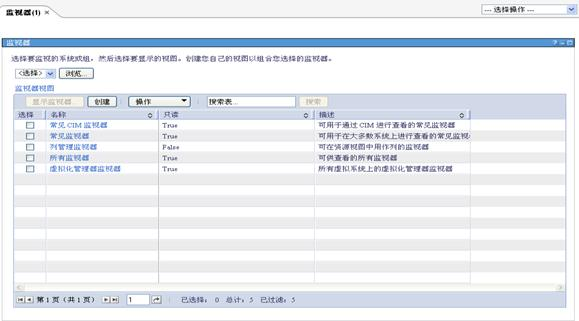 监视器(1) ×
--- 选择操作 ---
监视器
选择要监视的系统或组，然后选择要显示的视图。创建您自己的视图以组合您选择的监视器。
<选择> 浏览...
监视器视图
显示监视器... 创建 操作 搜索表... 搜索
选择 名称 只读 描述
常见 CIM 监视器 True 可用于通过 CIM 进行查看的常见监视器
常见监视器 True 可用于在大多数系统上进行查看的常见监视
列管理监视器 False 可在资源视图中用作列的监视器
所有监视器 True 可供查看的所有监视器
虚拟化管理器监视器 True 所有虚拟系统上的虚拟化管理器监视器
第 1 页（共 1 页） 1 已选择： 0 总计：5 已过滤：5